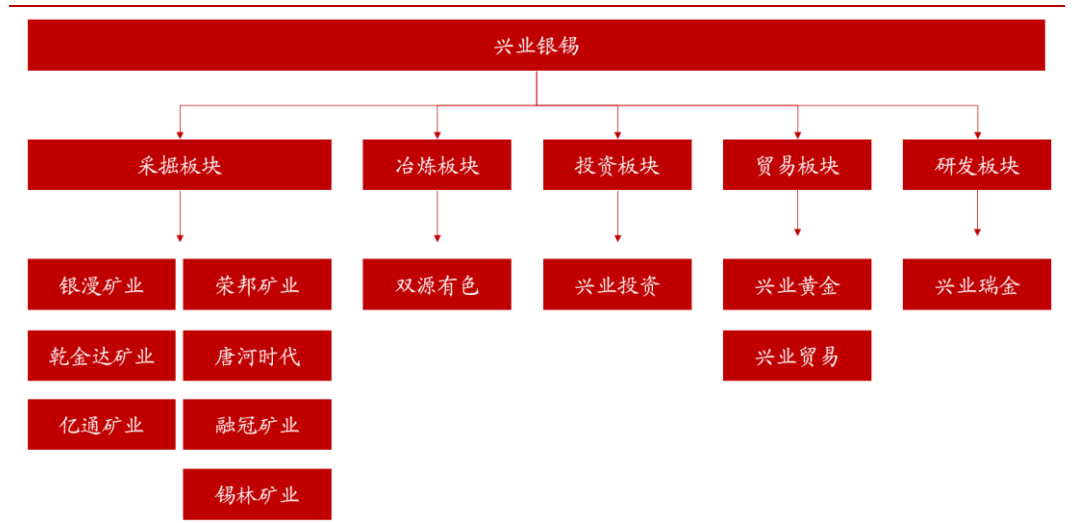 兴业银锡
采掘板块
冶炼板块
投资板块
贸易板块
研发板块
银漫矿业
荣邦矿业
双源有色
兴业投资
兴业黄金
兴业瑞金
乾金达矿业
唐河时代
兴业贸易
亿通矿业
融冠矿业
锡林矿业